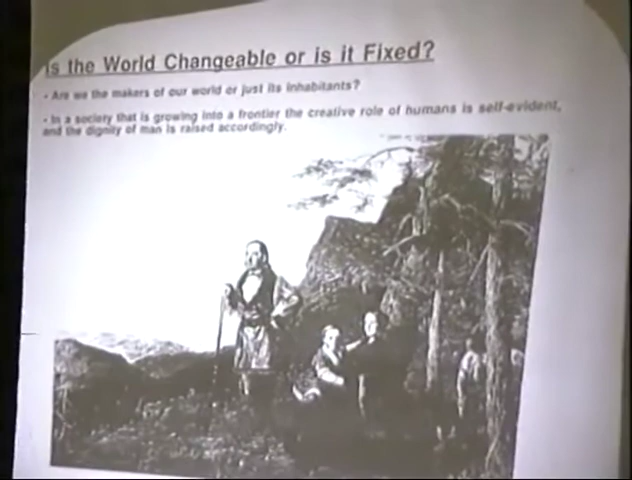 Is the World Changeable or is it Fixed?
• Are we the makers of our world or just its inhabitants?
• In a society that is growing into a frontier the creative role of humans is self-evident,
and the dignity of man is raised accordingly.